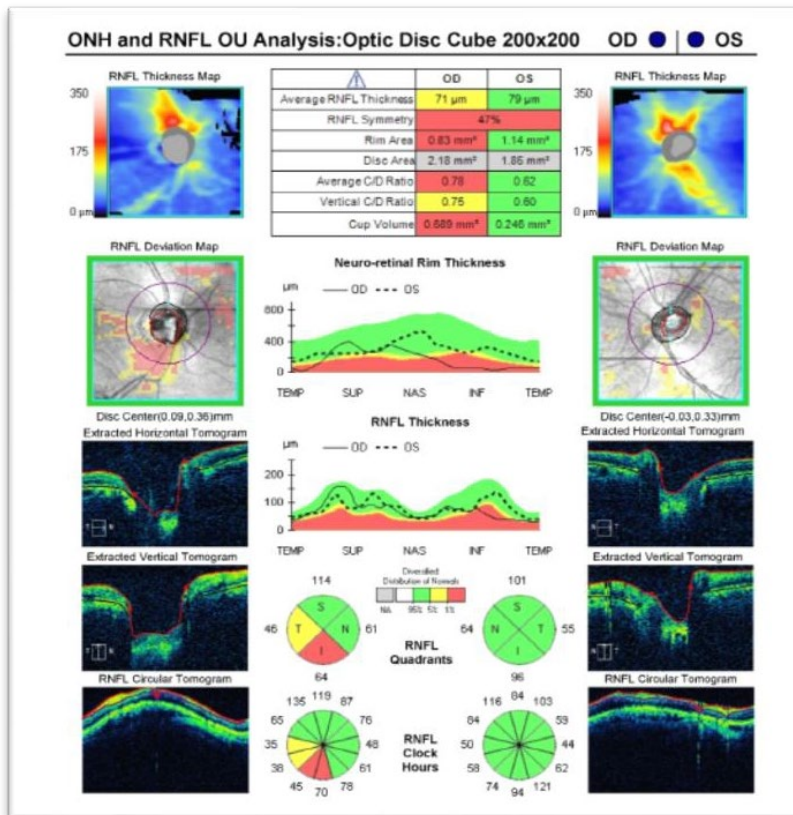 ONH and RNFL OU Analysis:Optic Disc Cube 200x200 OD OS
RNFL Thickness Map
350
175
0 µm
OD OS
Average RNFL Thickness 71 µm 79 µm
RNFL Symmetry 47%
Rim Area 0.83 mm² 1.14 mm²
Disc Area 2.18 mm² 1.86 mm²
Average C/D Ratio 0.78 0.62
Vertical C/D Ratio 0.75 0.60
Cup Volume 0.689 mm³ 0.246 mm³
RNFL Thickness Map
350
175
0 µm
RNFL Deviation Map
Disc Center(0.09,0.36)mm
Neuro-retinal Rim Thickness
µm OD OS
800
400
0
TEMP SUP NAS INF TEMP
RNFL Deviation Map
Disc Center(-0.03,0.33)mm
Extracted Horizontal Tomogram
T N
RNFL Thickness
µm OD OS
200
100
0
TEMP SUP NAS INF TEMP
Extracted Horizontal Tomogram
T N
Extracted Vertical Tomogram
T N
Diversified
Distribution of Normals
NA 95% 5% 1%
114
S
46 T N 61
I
64
RNFL
Quadrants
101
S
64 N T 55
I
96
Extracted Vertical Tomogram
T N
RNFL Circular Tomogram
119
135 87
65 76
35 48
38 61
45 78
70
RNFL
Clock
Hours
84
116 103
84 59
50 44
58 62
74 121
94
RNFL Circular Tomogram